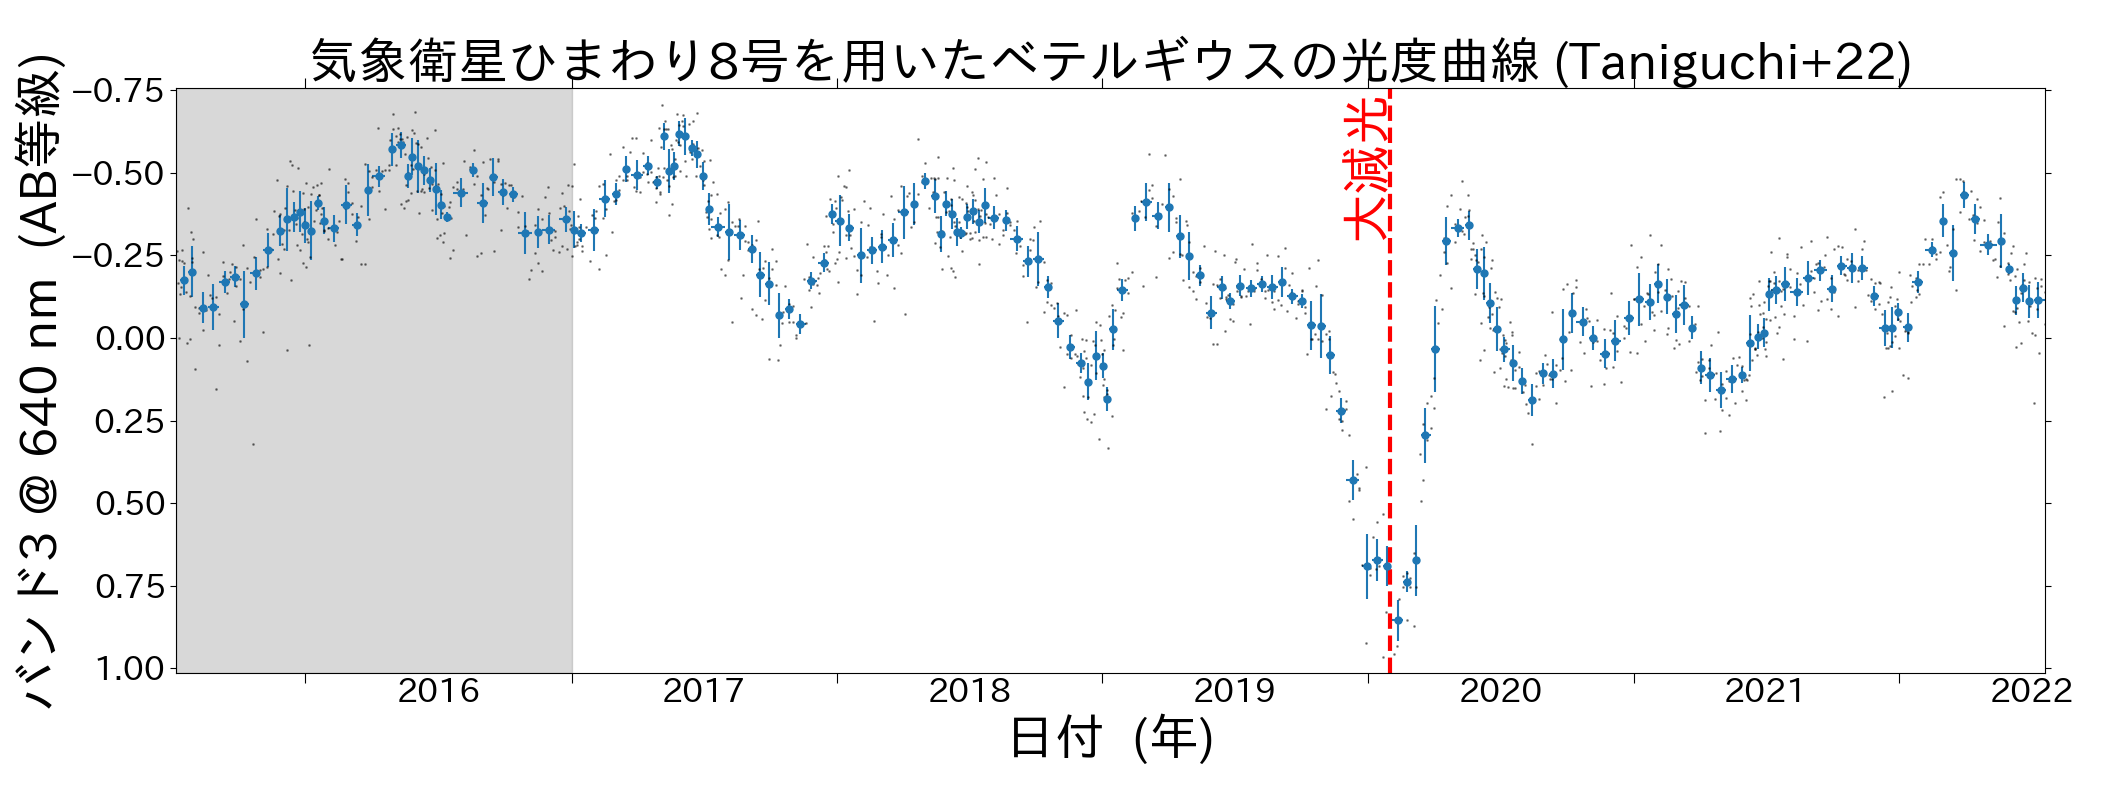 気象衛星ひまわり8号を用いたベテルギウスの光度曲線 (Taniguchi+22)
バンド3 @ 640 nm (AB等級)
−0.75
−0.50
−0.25
0.00
0.25
0.50
0.75
1.00
大減光
2016 2017 2018 2019 2020 2021 2022
日付 (年)